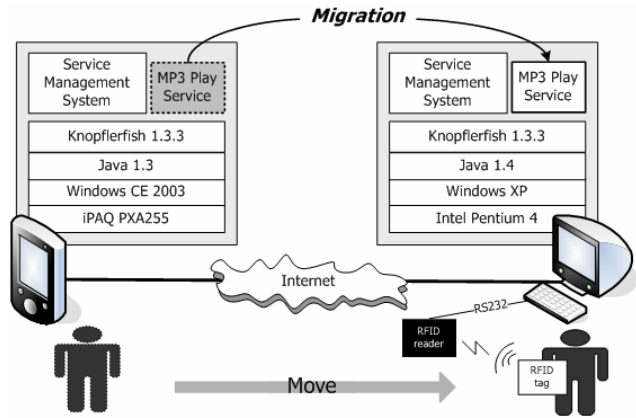 Migration
Service
Management
System
MP3 Play
Service
Knopflerfish 1.3.3
Java 1.3
Windows CE 2003
iPAQ PXA255
Service
Management
System
MP3 Play
Service
Knopflerfish 1.3.3
Java 1.4
Windows XP
Intel Pentium 4
Internet
RS232
RFID
reader
RFID
tag
Move